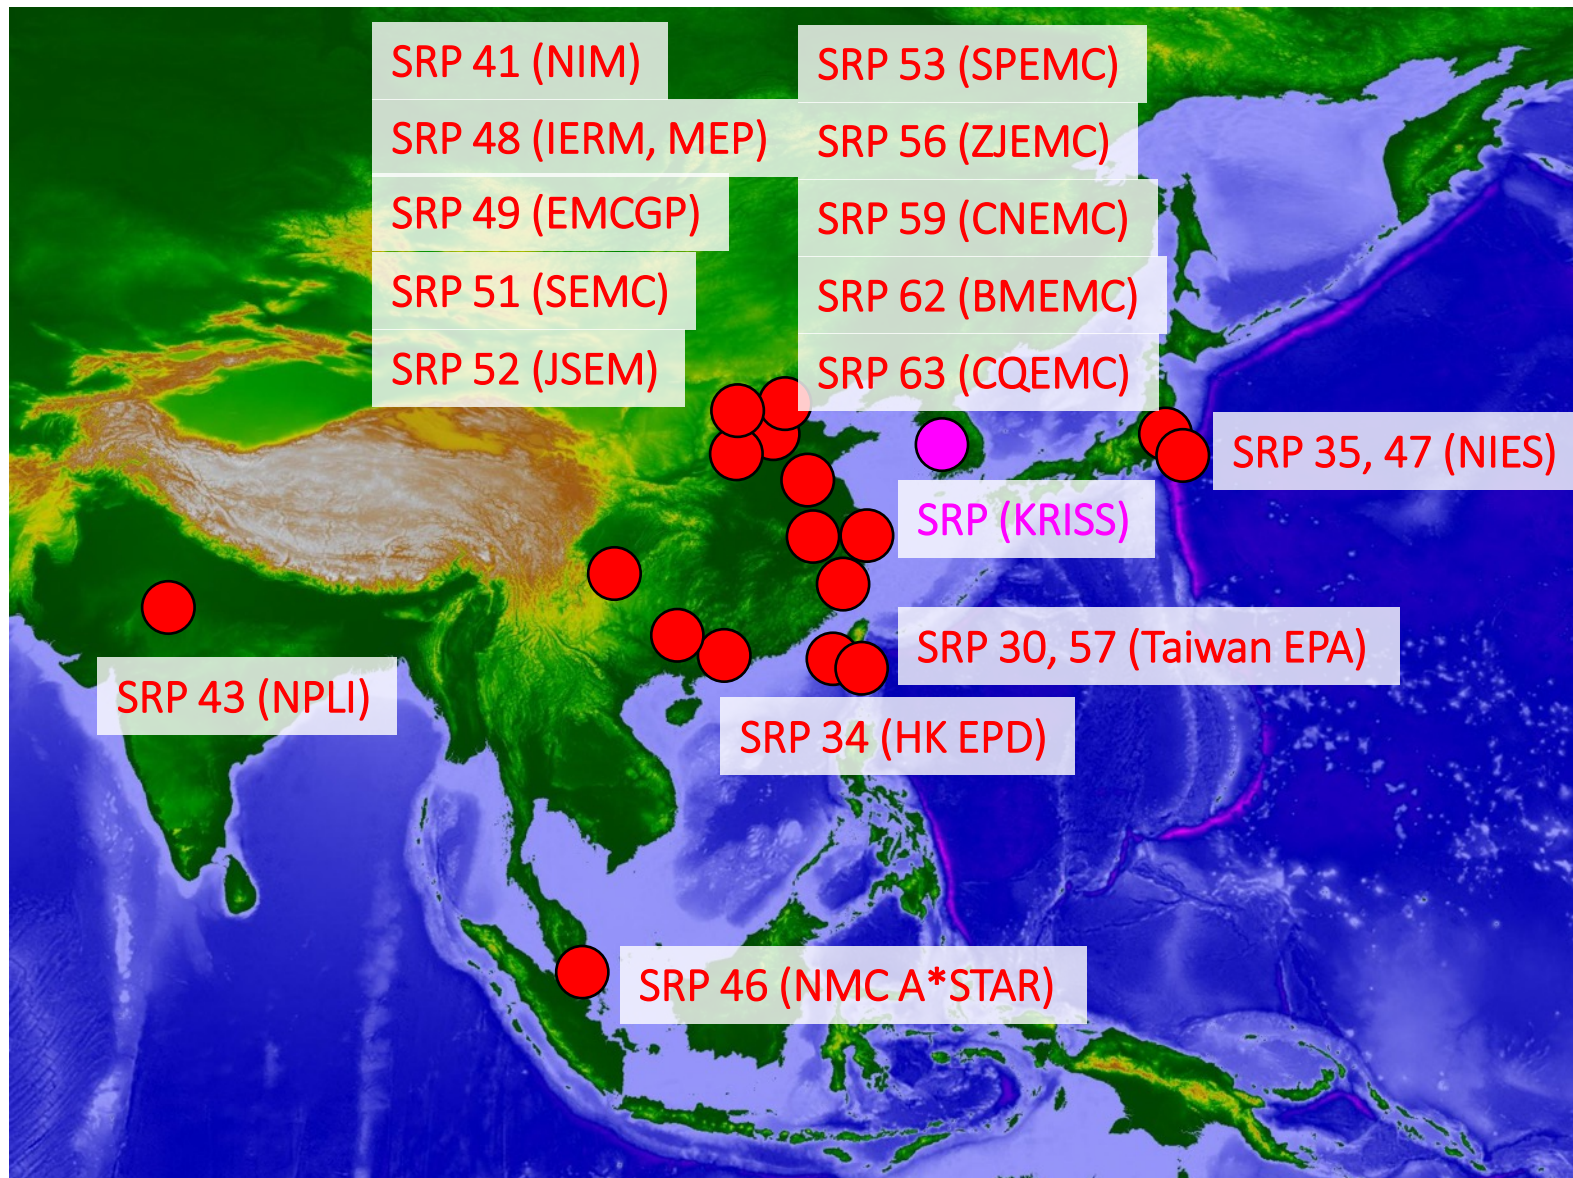 SRP 41 (NIM)
SRP 48 (IERM, MEP)
SRP 49 (EMCGP)
SRP 51 (SEMC)
SRP 52 (JSEM)
SRP 53 (SPEMC)
SRP 56 (ZJEMC)
SRP 59 (CNEMC)
SRP 62 (BMEMC)
SRP 63 (CQEMC)
SRP 35, 47 (NIES)
SRP (KRISS)
SRP 30, 57 (Taiwan EPA)
SRP 43 (NPLI)
SRP 34 (HK EPD)
SRP 46 (NMC A*STAR)